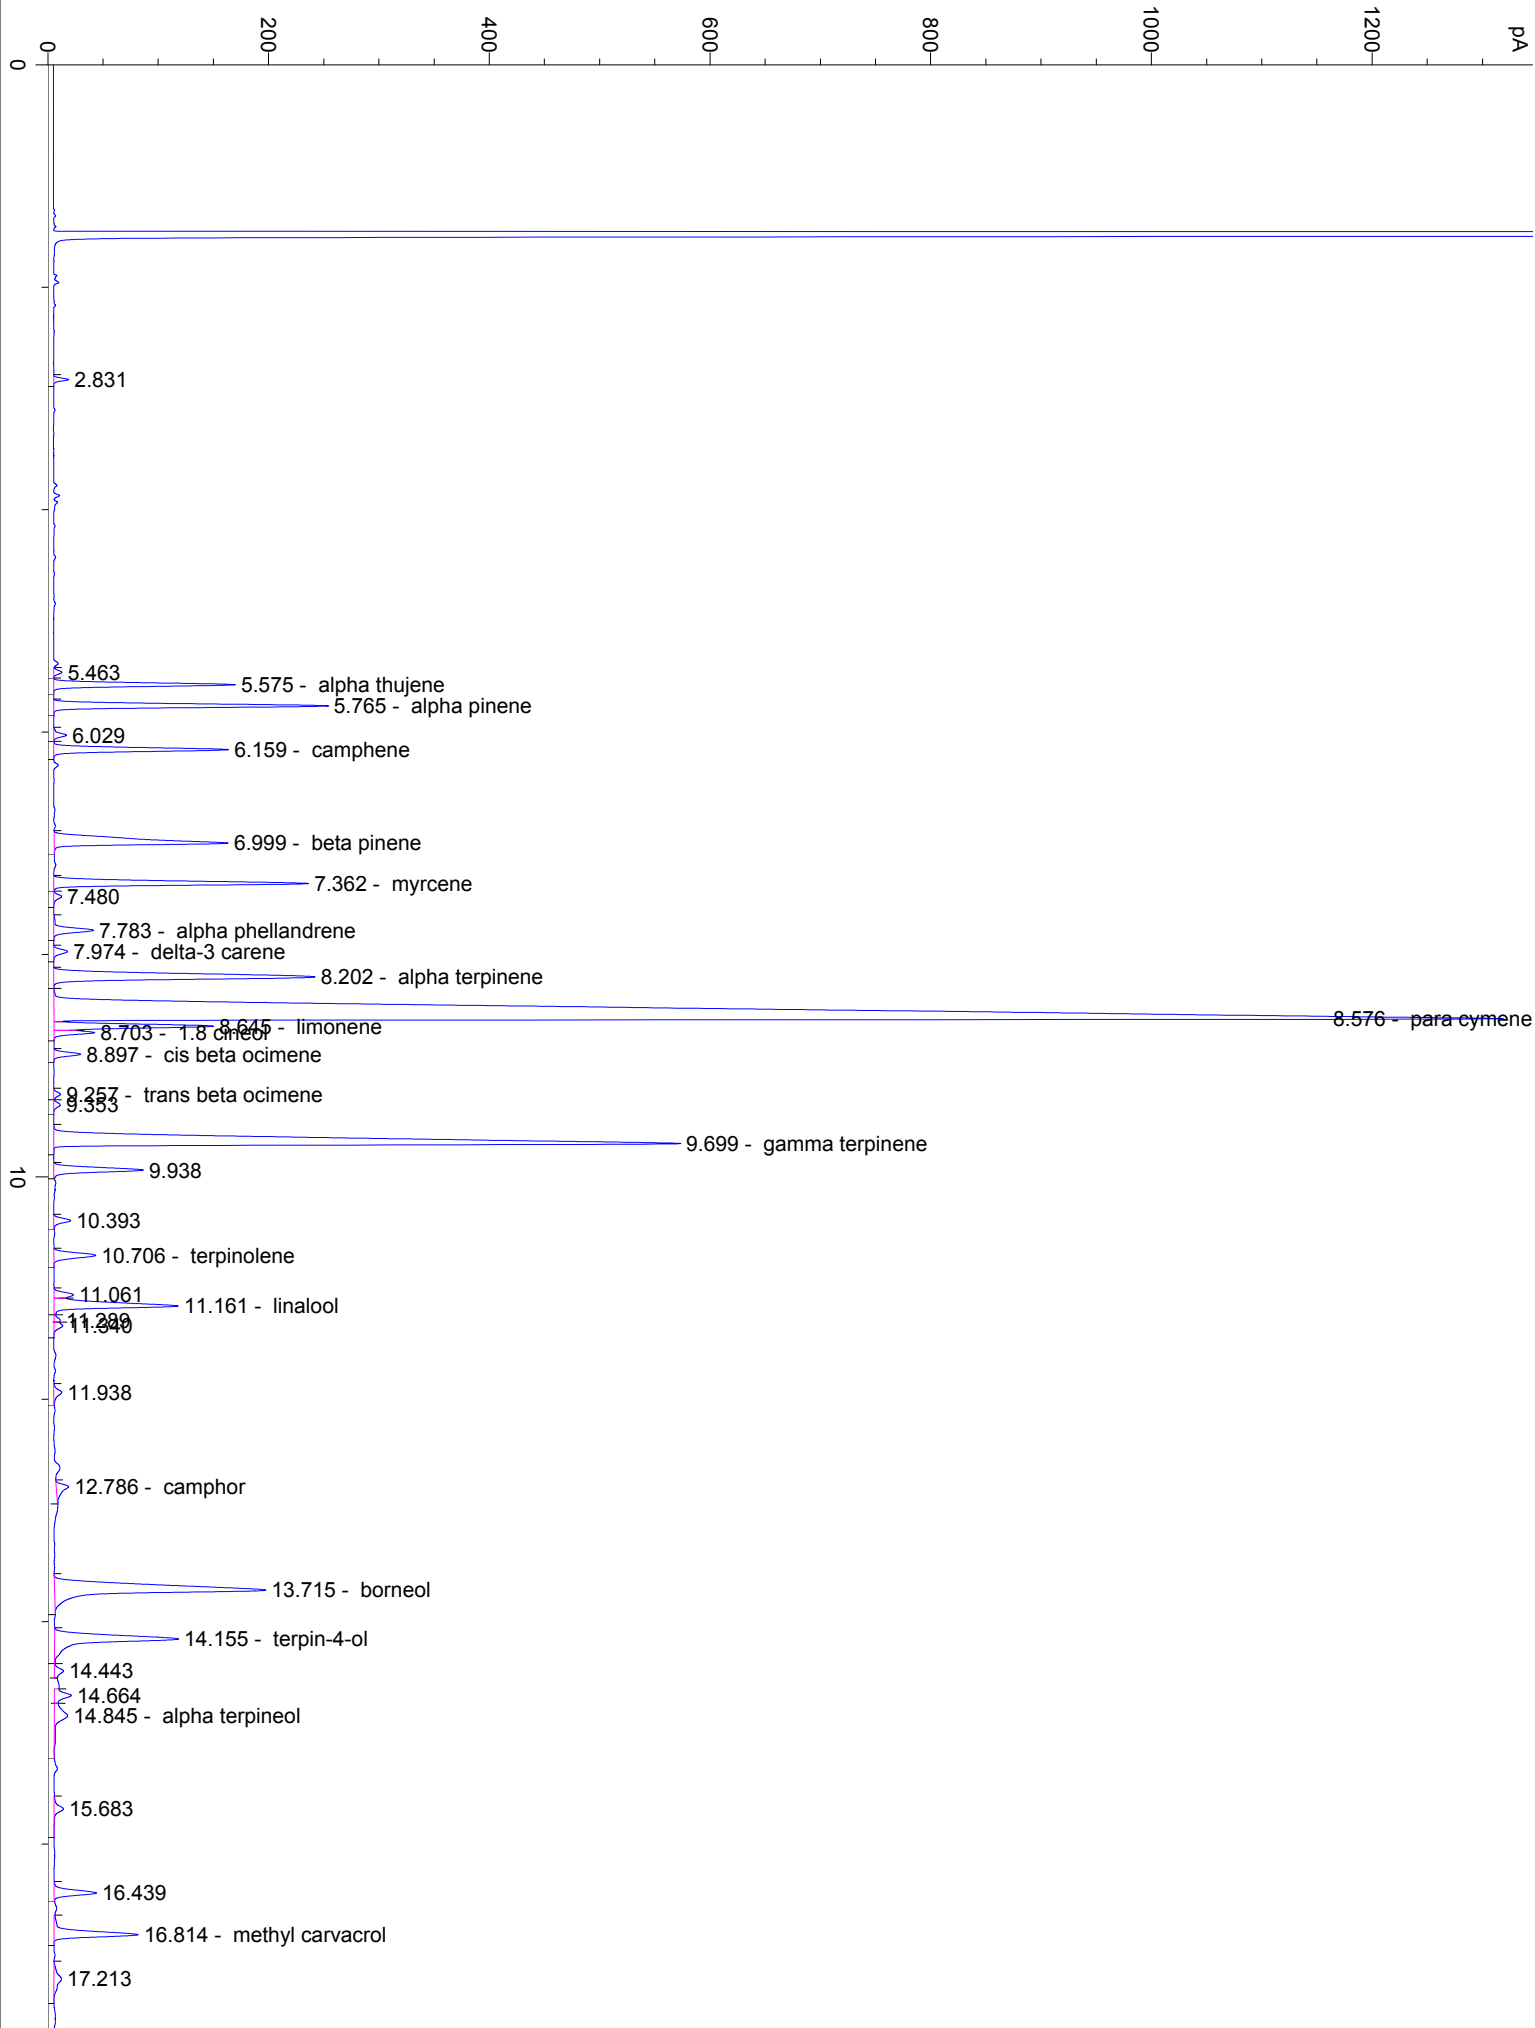 pA
0
200
400
600
800
1000
1200
0
2.831
5.463
5.575 - alpha thujene
5.765 - alpha pinene
6.029
6.159 - camphene
6.999 - beta pinene
7.362 - myrcene
7.480
7.783 - alpha phellandrene
7.974 - delta-3 carene
8.202 - alpha terpinene
8.576 - para cymene
8.645 - limonene
8.703 - 1.8 cineol
8.897 - cis beta ocimene
9.257 - trans beta ocimene
9.353
9.699 - gamma terpinene
9.938
10
10.393
10.706 - terpinolene
11.061
11.161 - linalool
11.289
11.340
11.938
12.786 - camphor
13.715 - borneol
14.155 - terpin-4-ol
14.443
14.664
14.845 - alpha terpineol
15.683
16.439
16.814 - methyl carvacrol
17.213